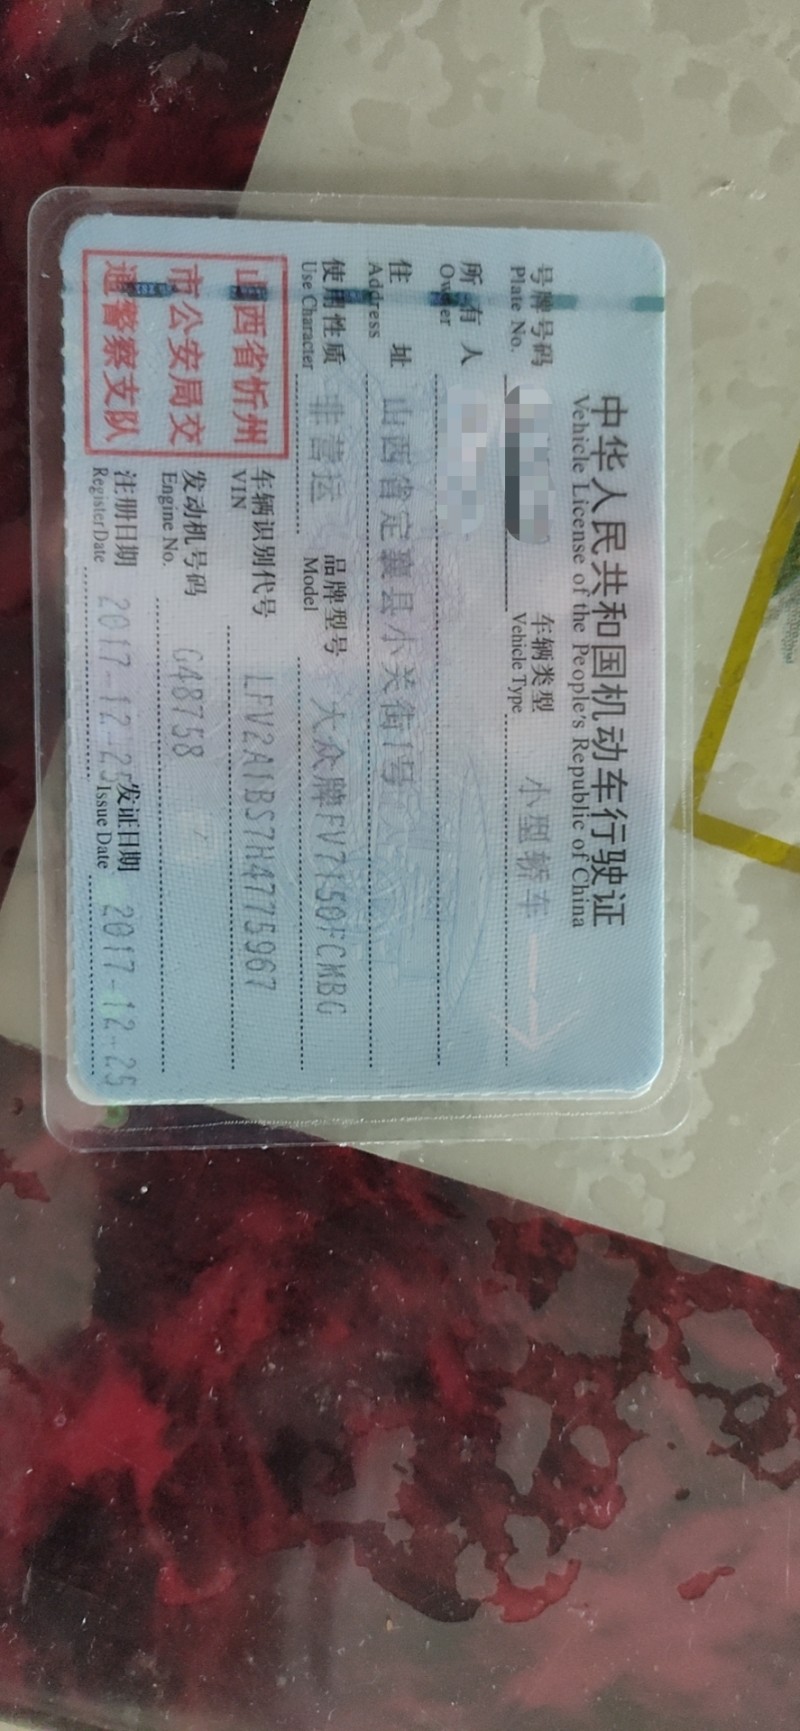 中华人民共和国机动车行驶证
Vehicle License of the People's Republic of China
号牌号码 Plate No. 车辆类型 Vehicle Type 小型轿车
所有人 Owner
住址 Address 山西省定襄县小关街1号
使用性质 Use Character 非营运 品牌型号 Model 大众牌FV7150FCMBG
山西省忻州市公安局交通警察支队
车辆识别代号 VIN LFV2A1BS7H4775967
发动机号码 Engine No. G48758
注册日期 Register Date 2017-12-25 发证日期 Issue Date 2017-12-25